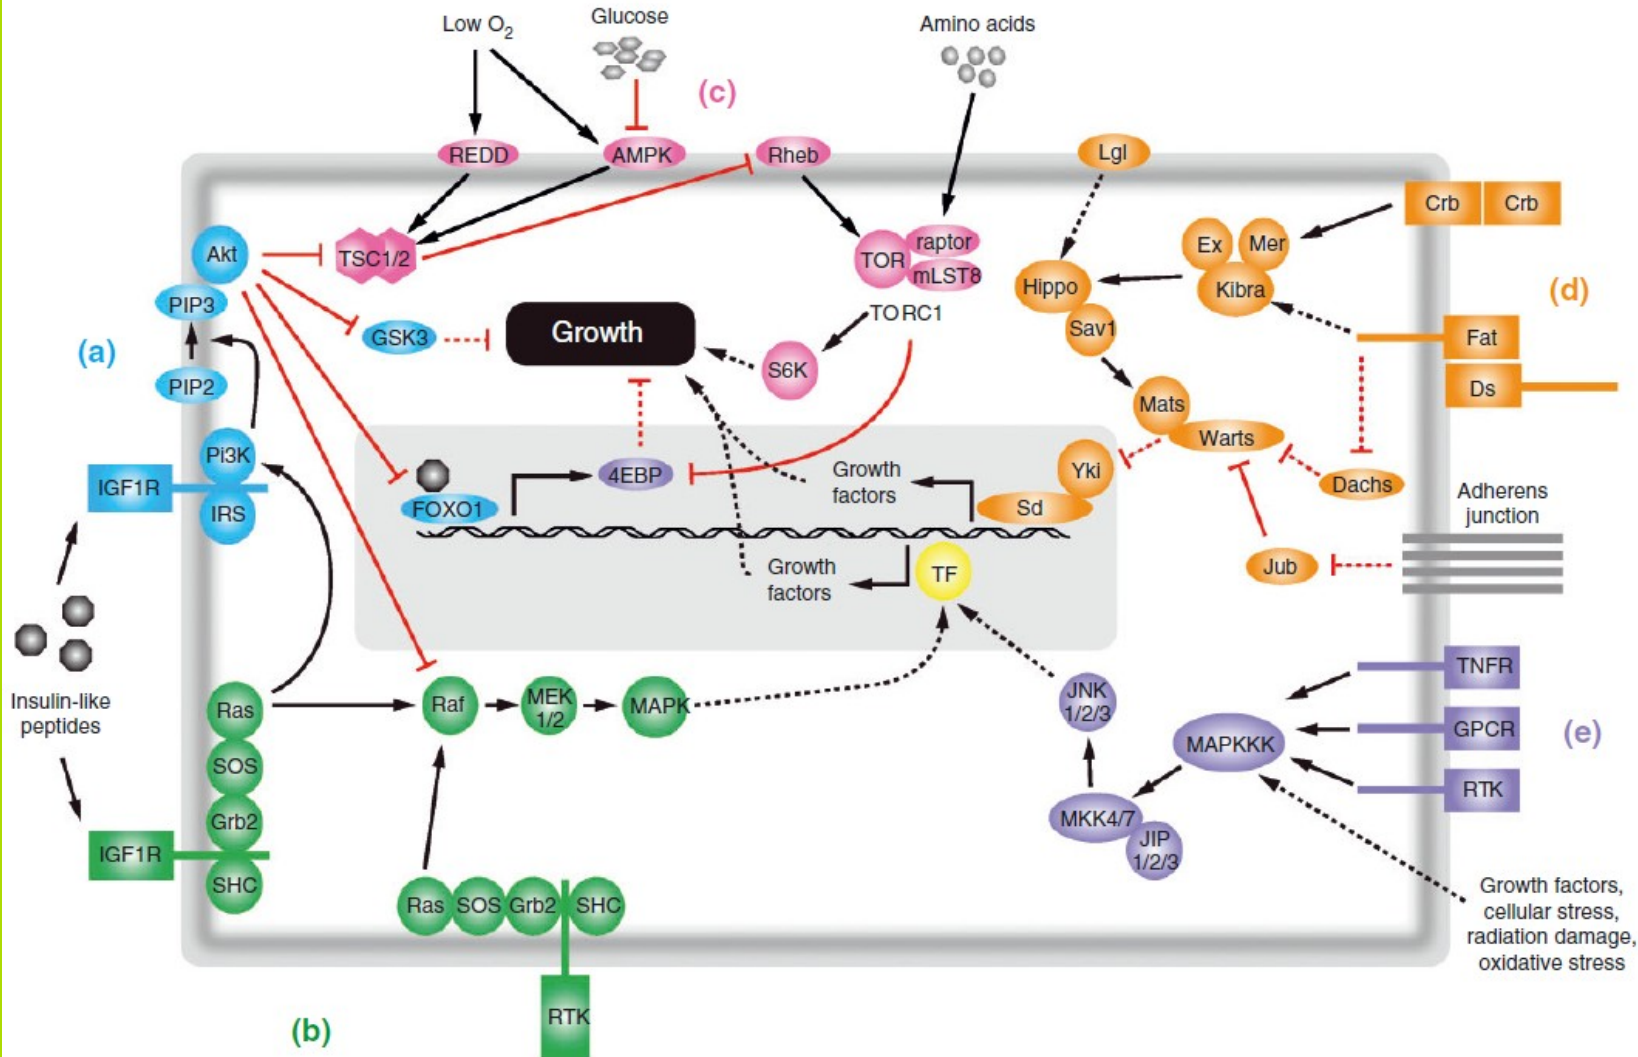 Low O2
Glucose
Amino acids
(c)
REDD
AMPK
Rheb
Lgl
Crb
Crb
Akt
TSC1/2
TOR
raptor
mLST8
Ex
Mer
Kibra
Hippo
Sav1
(d)
PIP3
GSK3
Growth
TORC1
S6K
Fat
Ds
(a)
PIP2
Mats
Warts
Pi3K
IGF1R
IRS
FOXO1
4EBP
Growth
factors
Yki
Sd
Dachs
Adherens
junction
Jub
Growth
factors
TF
Insulin-like
peptides
Ras
Raf
MEK
1/2
MAPK
JNK
1/2/3
TNFR
GPCR
RTK
(e)
MAPKKK
SOS
Grb2
IGF1R
SHC
MKK4/7
JIP
1/2/3
Ras
SOS
Grb2
SHC
RTK
Growth factors,
cellular stress,
radiation damage,
oxidative stress
(b)